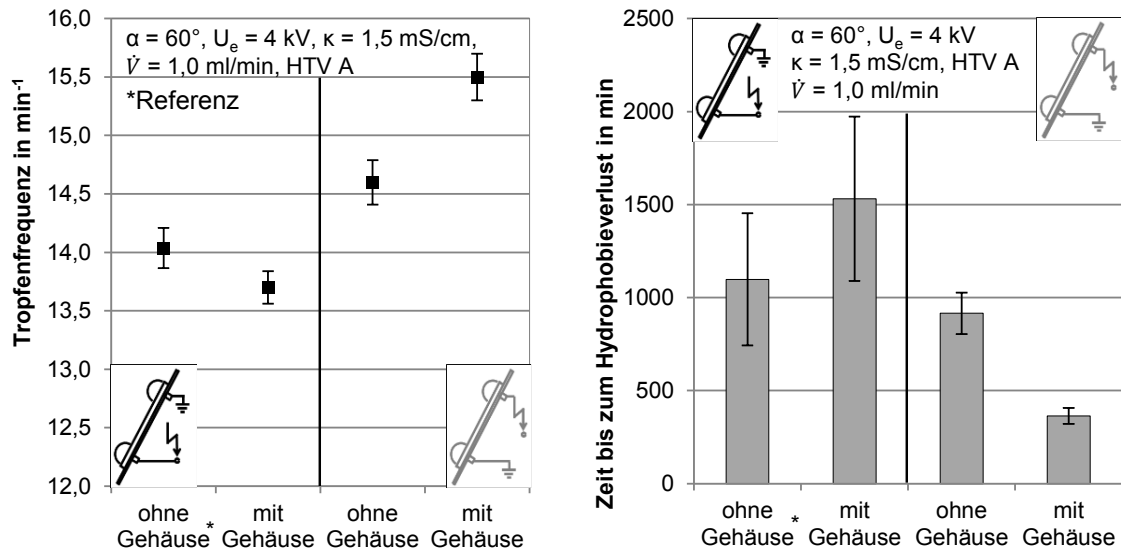 Tropfenfrequenz in min⁻¹
16,0
15,5
15,0
14,5
14,0
13,5
13,0
12,5
12,0
α = 60°, Uₑ = 4 kV, κ = 1,5 mS/cm,
V̇ = 1,0 ml/min, HTV A
*Referenz
ohne Gehäuse
*
mit Gehäuse
ohne Gehäuse
mit Gehäuse
Zeit bis zum Hydrophobieverlust in min
2500
2000
1500
1000
500
0
α = 60°, Uₑ = 4 kV
κ = 1,5 mS/cm, HTV A
V̇ = 1,0 ml/min
ohne Gehäuse
*
mit Gehäuse
ohne Gehäuse
mit Gehäuse